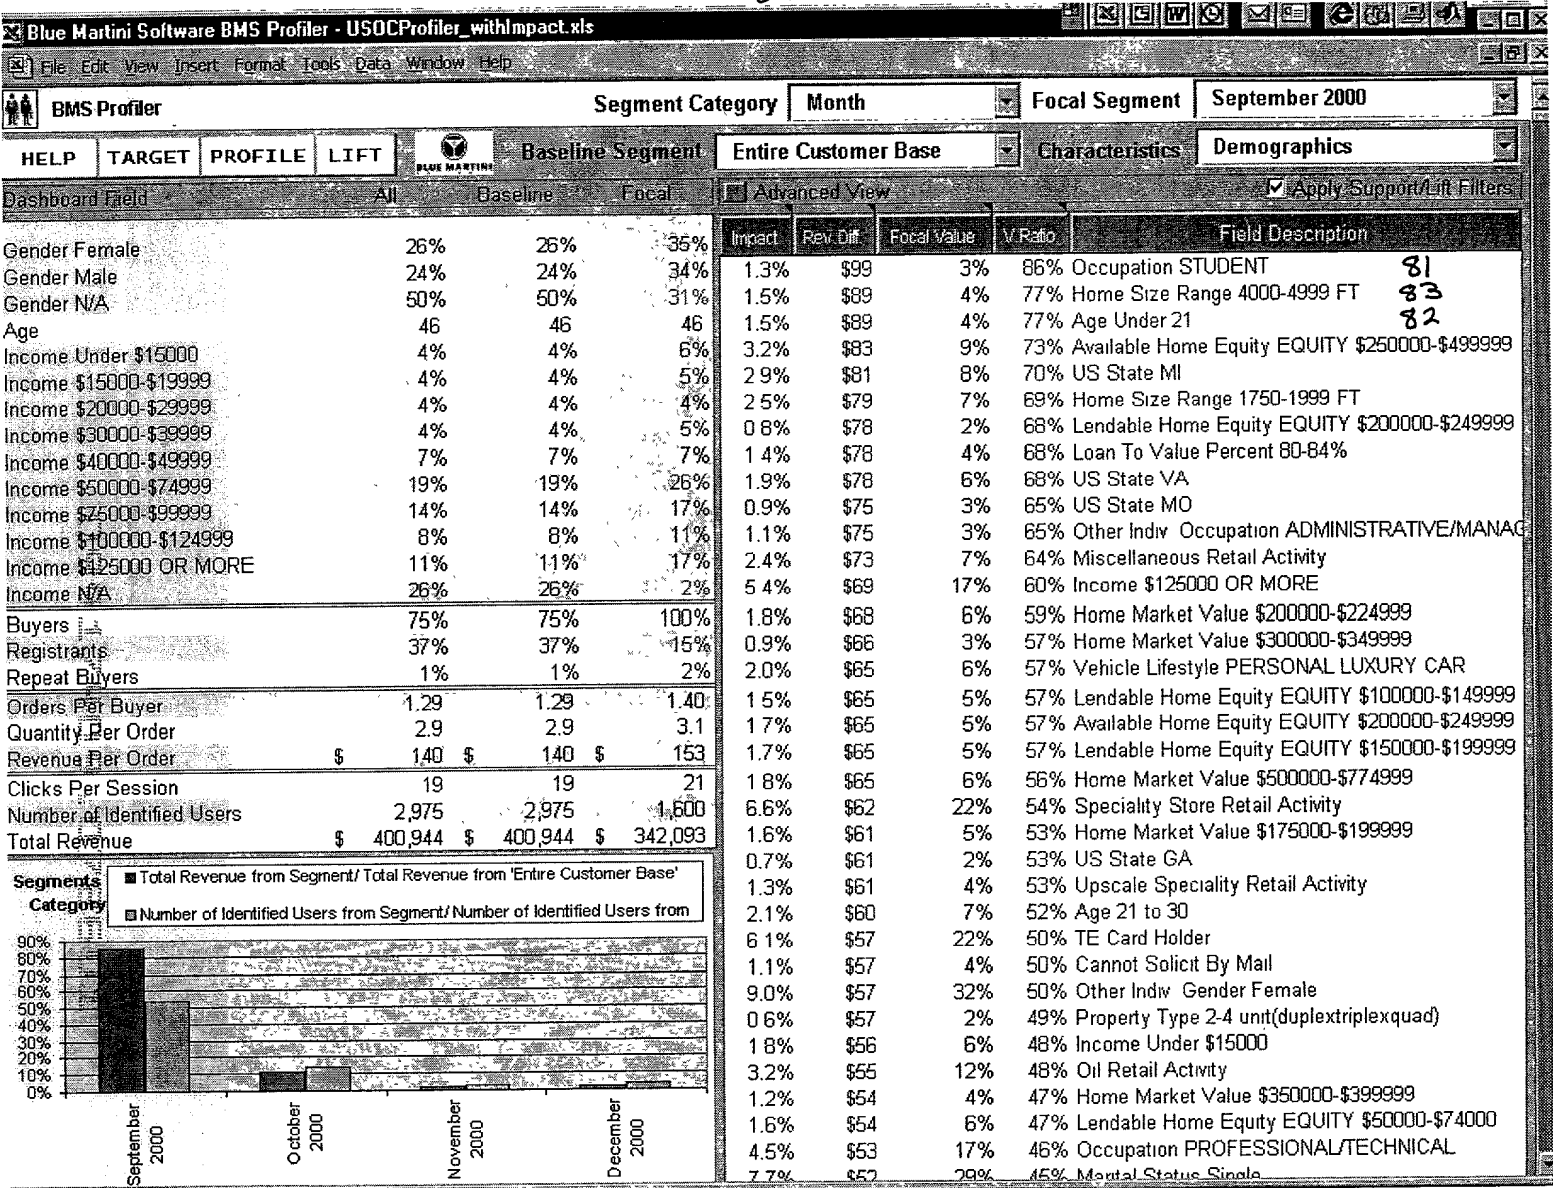 Blue Martini Software BMS Profiler - USOCProfiler_withImpact.xls
File Edit View Insert Format Tools Data Window Help
BMS Profiler Segment Category Month Focal Segment September 2000
HELP TARGET PROFILE LIFT BLUE MARTINI Baseline Segment Entire Customer Base Characteristics Demographics
Dashboard Field All Baseline Focal Advanced View Apply Support/Lift Filters
Gender Female 26% 26% 35%
Gender Male 24% 24% 34%
Gender N/A 50% 50% 31%
Age 46 46 46
Income Under $15000 4% 4% 6%
Income $15000-$19999 4% 4% 5%
Income $20000-$29999 4% 4% 4%
Income $30000-$39999 4% 4% 5%
Income $40000-$49999 7% 7% 7%
Income $50000-$74999 19% 19% 26%
Income $75000-$99999 14% 14% 17%
Income $100000-$124999 8% 8% 11%
Income $125000 OR MORE 11% 11% 17%
Income N/A 26% 26% 2%
Buyers 75% 75% 100%
Registrants 37% 37% 15%
Repeat Buyers 1% 1% 2%
Orders Per Buyer 1.29 1.29 1.40
Quantity Per Order 2.9 2.9 3.1
Revenue Per Order $ 140 $ 140 $ 153
Clicks Per Session 19 19 21
Number of Identified Users 2,975 2,975 1,600
Total Revenue $ 400,944 $ 400,944 $ 342,093
Segments Category
Total Revenue from Segment/ Total Revenue from 'Entire Customer Base'
Number of Identified Users from Segment/ Number of Identified Users from
90%
80%
70%
60%
50%
40%
30%
20%
10%
0%
September 2000
October 2000
November 2000
December 2000
Impact Rev. Diff Focal Value V.Ratio Field Description
1.3% $99 3% 86% Occupation STUDENT 81
1.5% $89 4% 77% Home Size Range 4000-4999 FT 83
1.5% $89 4% 77% Age Under 21 82
3.2% $83 9% 73% Available Home Equity EQUITY $250000-$499999
2 9% $81 8% 70% US State MI
2 5% $79 7% 69% Home Size Range 1750-1999 FT
0 8% $78 2% 68% Lendable Home Equity EQUITY $200000-$249999
1 4% $78 4% 68% Loan To Value Percent 80-84%
1.9% $78 6% 68% US State VA
0.9% $75 3% 65% US State MO
1.1% $75 3% 65% Other Indiv Occupation ADMINISTRATIVE/MANAG
2.4% $73 7% 64% Miscellaneous Retail Activity
5 4% $69 17% 60% Income $125000 OR MORE
1.8% $68 6% 59% Home Market Value $200000-$224999
0.9% $66 3% 57% Home Market Value $300000-$349999
2.0% $65 6% 57% Vehicle Lifestyle PERSONAL LUXURY CAR
1 5% $65 5% 57% Lendable Home Equity EQUITY $100000-$149999
1 7% $65 5% 57% Available Home Equity EQUITY $200000-$249999
1.7% $65 5% 57% Lendable Home Equity EQUITY $150000-$199999
1 8% $65 6% 56% Home Market Value $500000-$774999
6.6% $62 22% 54% Speciality Store Retail Activity
1.6% $61 5% 53% Home Market Value $175000-$199999
0.7% $61 2% 53% US State GA
1.3% $61 4% 53% Upscale Speciality Retail Activity
2.1% $60 7% 52% Age 21 to 30
6 1% $57 22% 50% TE Card Holder
1.1% $57 4% 50% Cannot Solicit By Mail
9.0% $57 32% 50% Other Indiv Gender Female
0 6% $57 2% 49% Property Type 2-4 unit(duplextriplexquad)
1 8% $56 6% 48% Income Under $15000
3.2% $55 12% 48% Oil Retail Activity
1.2% $54 4% 47% Home Market Value $350000-$399999
1.6% $54 6% 47% Lendable Home Equity EQUITY $50000-$74000
4.5% $53 17% 46% Occupation PROFESSIONAL/TECHNICAL
7.7% $52 29% 45% Marital Status Single